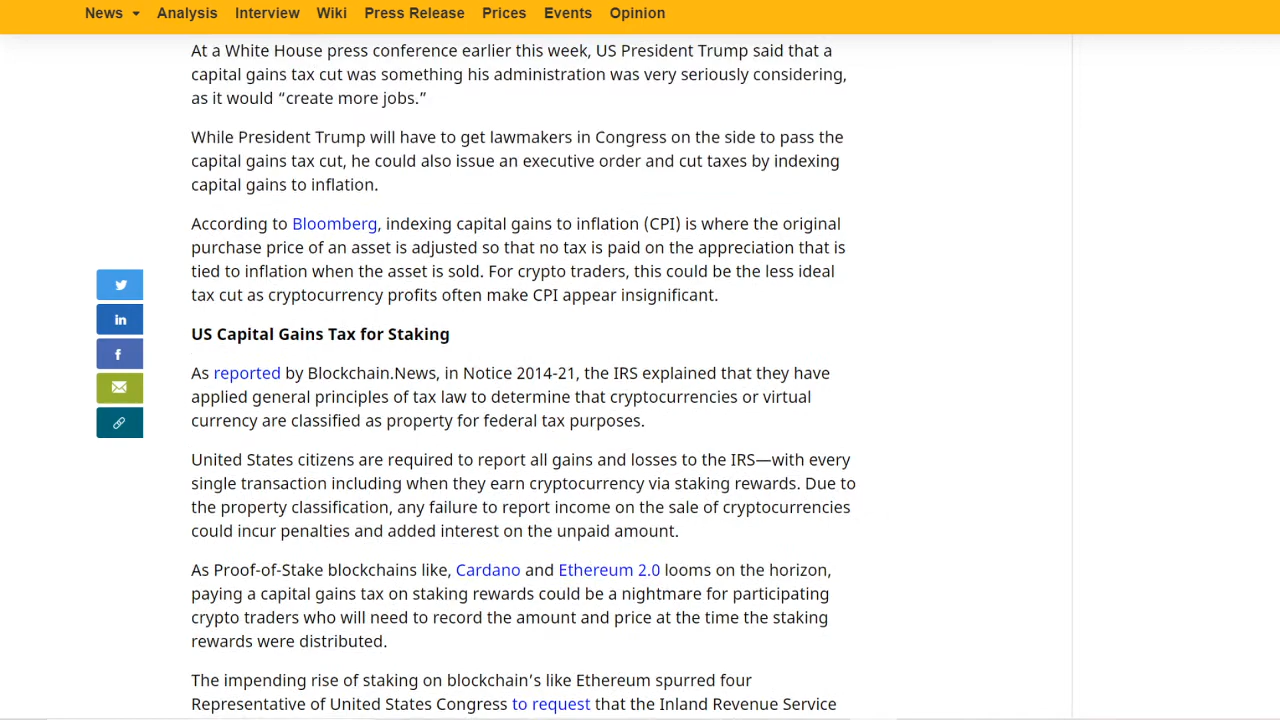 News Analysis Interview Wiki Press Release Prices Events Opinion
At a White House press conference earlier this week, US President Trump said that a
capital gains tax cut was something his administration was very seriously considering,
as it would “create more jobs.”
While President Trump will have to get lawmakers in Congress on the side to pass the
capital gains tax cut, he could also issue an executive order and cut taxes by indexing
capital gains to inflation.
According to Bloomberg, indexing capital gains to inflation (CPI) is where the original
purchase price of an asset is adjusted so that no tax is paid on the appreciation that is
tied to inflation when the asset is sold. For crypto traders, this could be the less ideal
tax cut as cryptocurrency profits often make CPI appear insignificant.
US Capital Gains Tax for Staking
As reported by Blockchain.News, in Notice 2014-21, the IRS explained that they have
applied general principles of tax law to determine that cryptocurrencies or virtual
currency are classified as property for federal tax purposes.
United States citizens are required to report all gains and losses to the IRS—with every
single transaction including when they earn cryptocurrency via staking rewards. Due to
the property classification, any failure to report income on the sale of cryptocurrencies
could incur penalties and added interest on the unpaid amount.
As Proof-of-Stake blockchains like, Cardano and Ethereum 2.0 looms on the horizon,
paying a capital gains tax on staking rewards could be a nightmare for participating
crypto traders who will need to record the amount and price at the time the staking
rewards were distributed.
The impending rise of staking on blockchain’s like Ethereum spurred four
Representative of United States Congress to request that the Inland Revenue Service